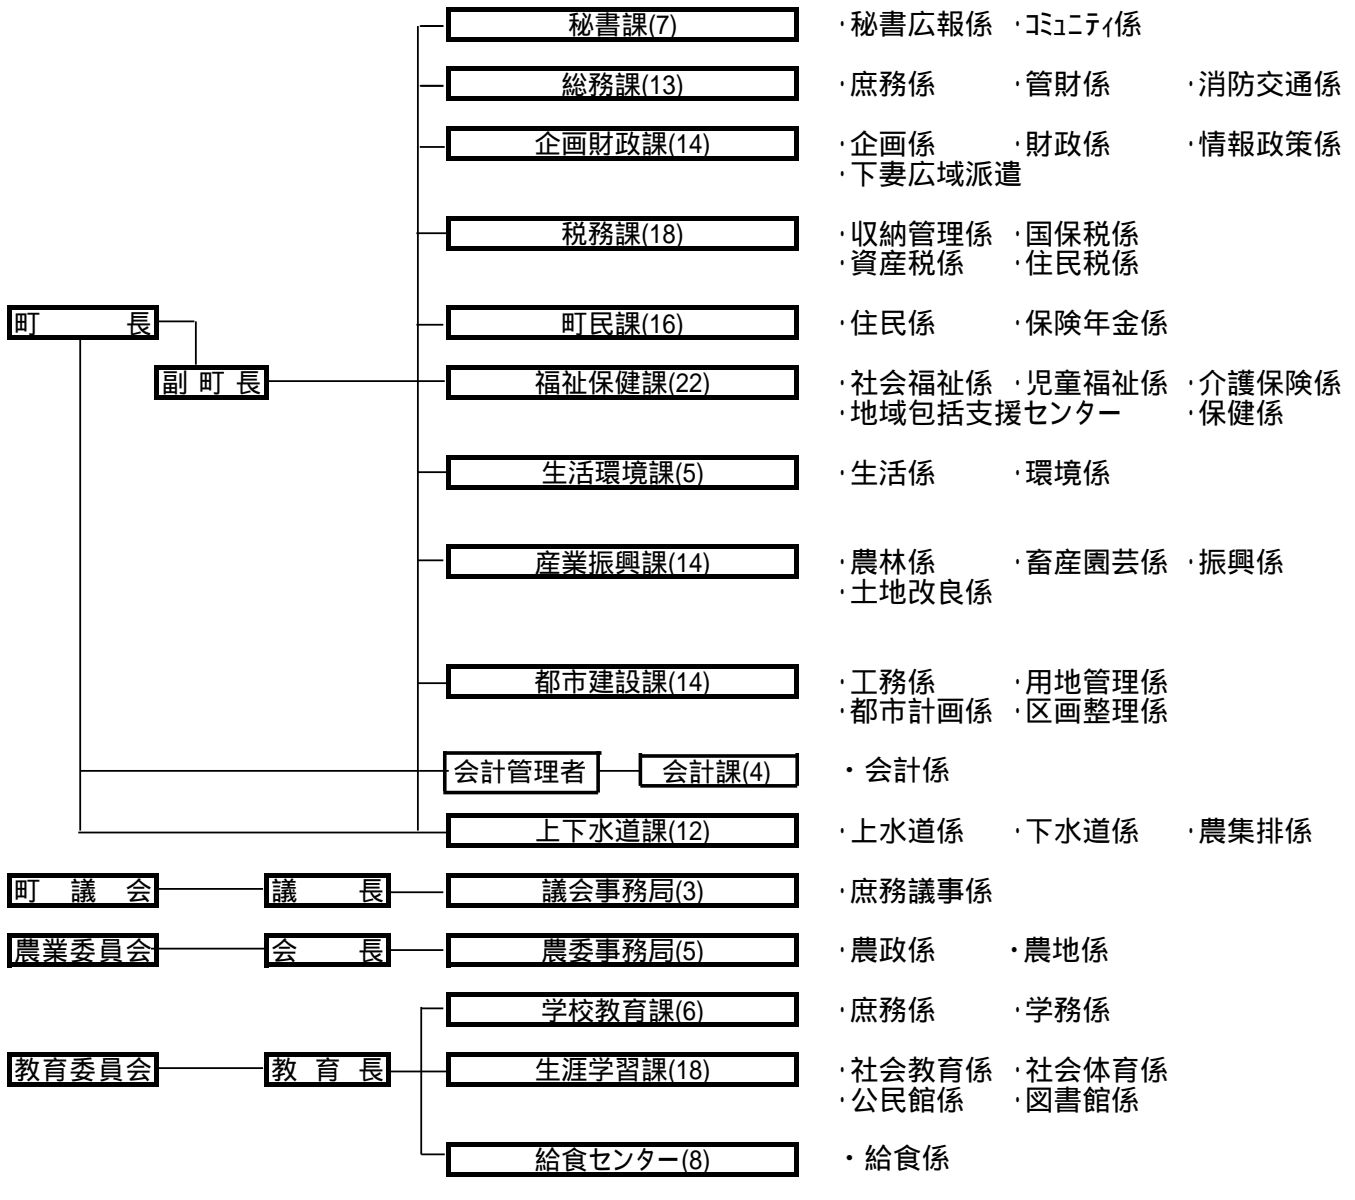 秘書課(7) ・秘書広報係 ・ｺﾐｭﾆﾃｨ係
総務課(13) ・庶務係 ・管財係 ・消防交通係
企画財政課(14) ・企画係 ・財政係 ・情報政策係
・下妻広域派遣
税務課(18) ・収納管理係 ・国保税係
・資産税係 ・住民税係
町 長 町民課(16) ・住民係 ・保険年金係
副町長 福祉保健課(22) ・社会福祉係 ・児童福祉係 ・介護保険係
・地域包括支援センター ・保健係
生活環境課(5) ・生活係 ・環境係
産業振興課(14) ・農林係 ・畜産園芸係 ・振興係
・土地改良係
都市建設課(14) ・工務係 ・用地管理係
・都市計画係 ・区画整理係
会計管理者 会計課(4) ・会計係
上下水道課(12) ・上水道係 ・下水道係 ・農集排係
町 議 会 議 長 議会事務局(3) ・庶務議事係
農業委員会 会 長 農委事務局(5) ・農政係 ・農地係
学校教育課(6) ・庶務係 ・学務係
教育委員会 教 育 長 生涯学習課(18) ・社会教育係 ・社会体育係
・公民館係 ・図書館係
給食センター(8) ・給食係